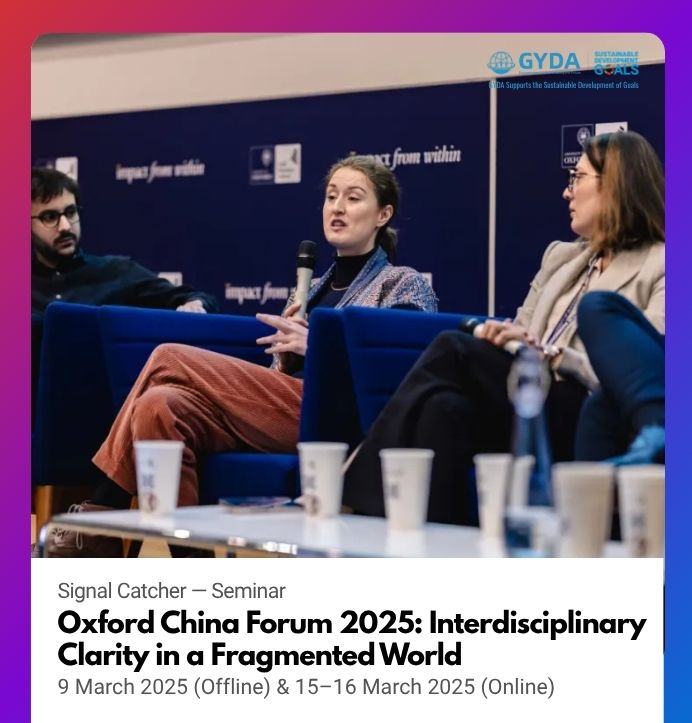 GYDA
SUSTAINABLE
DEVELOPMENT
GOALS
GYDA Supports the Sustainable Development of Goals
impact from within
impact from within
impact from
Signal Catcher — Seminar
Oxford China Forum 2025: Interdisciplinary
Clarity in a Fragmented World
9 March 2025 (Offline) & 15–16 March 2025 (Online)